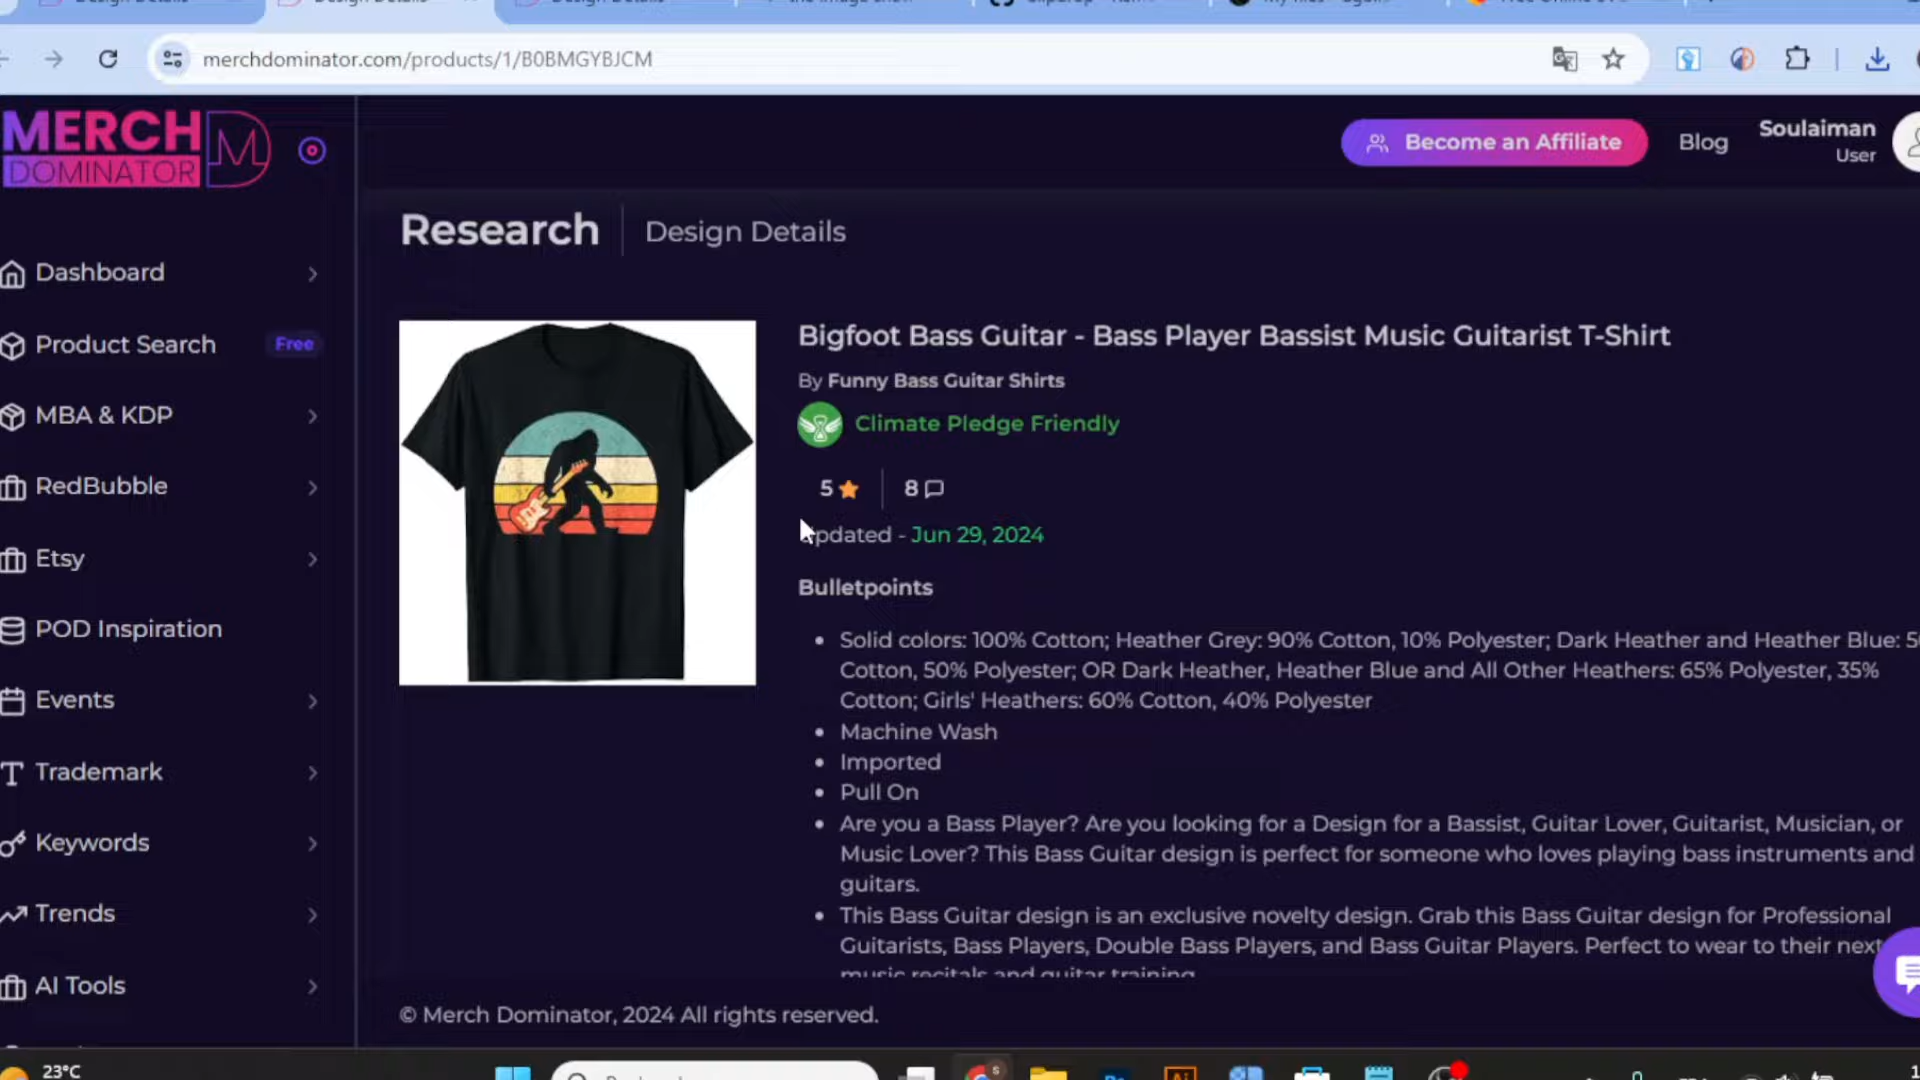 merchdominator.com/products/1/B0BMGYBJCM
MERCH
DOMINATOR
Become an Affiliate
Blog
Soulaiman
User
Research
Design Details
Dashboard
Product Search
Free
MBA & KDP
RedBubble
Etsy
POD Inspiration
Events
Trademark
Keywords
Trends
AI Tools
Bigfoot Bass Guitar - Bass Player Bassist Music Guitarist T-Shirt
By Funny Bass Guitar Shirts
Climate Pledge Friendly
5
8
Updated - Jun 29, 2024
Bulletpoints
Solid colors: 100% Cotton; Heather Grey: 90% Cotton, 10% Polyester; Dark Heather and Heather Blue:
Cotton, 50% Polyester; OR Dark Heather, Heather Blue and All Other Heathers: 65% Polyester, 35%
Cotton; Girls' Heathers: 60% Cotton, 40% Polyester
Machine Wash
Imported
Pull On
Are you a Bass Player? Are you looking for a Design for a Bassist, Guitar Lover, Guitarist, Musician, or
Music Lover? This Bass Guitar design is perfect for someone who loves playing bass instruments and
guitars.
This Bass Guitar design is an exclusive novelty design. Grab this Bass Guitar design for Professional
Guitarists, Bass Players, Double Bass Players, and Bass Guitar Players. Perfect to wear to their next
music recitals and guitar training
© Merch Dominator, 2024 All rights reserved.
23°C